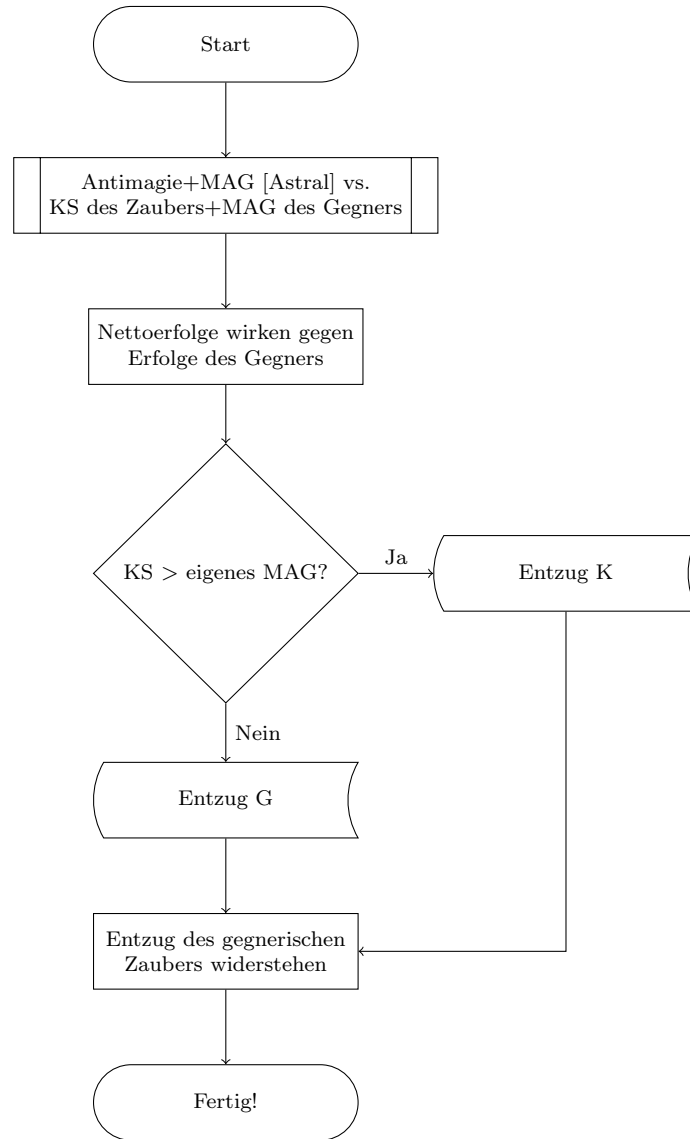 Start
Antimagie+MAG [Astral] vs.
KS des Zaubers+MAG des Gegners
Nettoerfolge wirken gegen
Erfolge des Gegners
KS > eigenes MAG?
Ja
Entzug K
Nein
Entzug G
Entzug des gegnerischen
Zaubers widerstehen
Fertig!